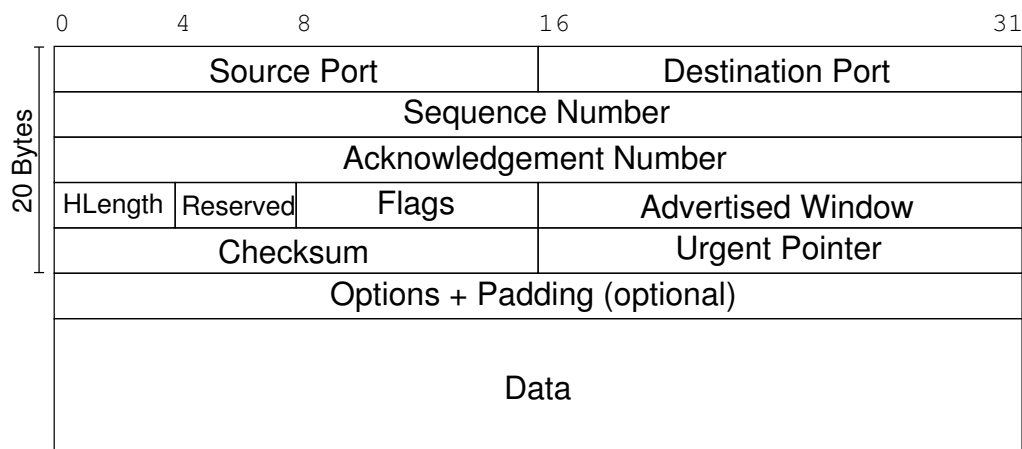 0 4 8 16 31
Source Port Destination Port
Sequence Number
Acknowledgement Number
HLength Reserved Flags Advertised Window
Checksum Urgent Pointer
Options + Padding (optional)
Data
20 Bytes